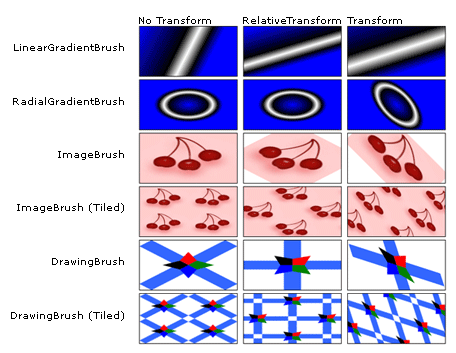 No Transform RelativeTransform Transform
LinearGradientBrush
RadialGradientBrush
ImageBrush
ImageBrush (Tiled)
DrawingBrush
DrawingBrush (Tiled)